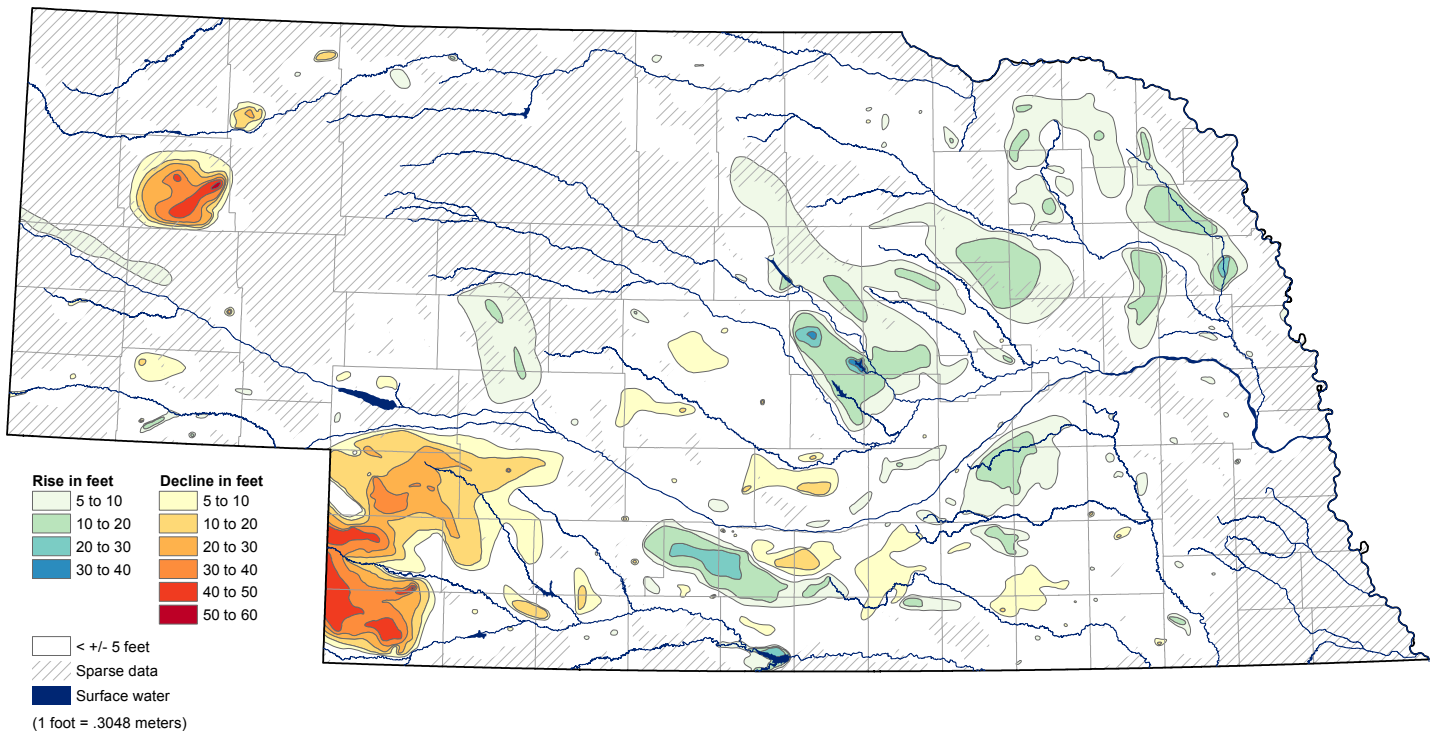 Rise in feet
5 to 10
10 to 20
20 to 30
30 to 40
Decline in feet
5 to 10
10 to 20
20 to 30
30 to 40
40 to 50
50 to 60
< +/- 5 feet
Sparse data
Surface water
(1 foot = .3048 meters)